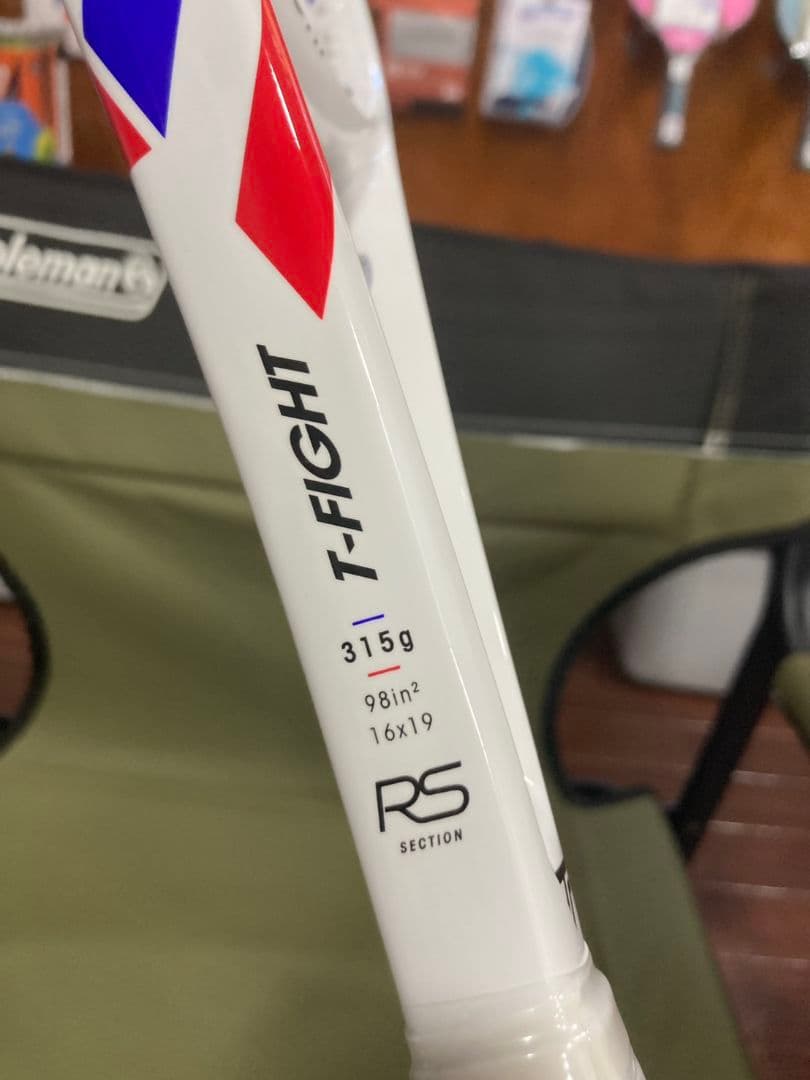 T-FIGHT
315g
98in²
16x19
RS
SECTION